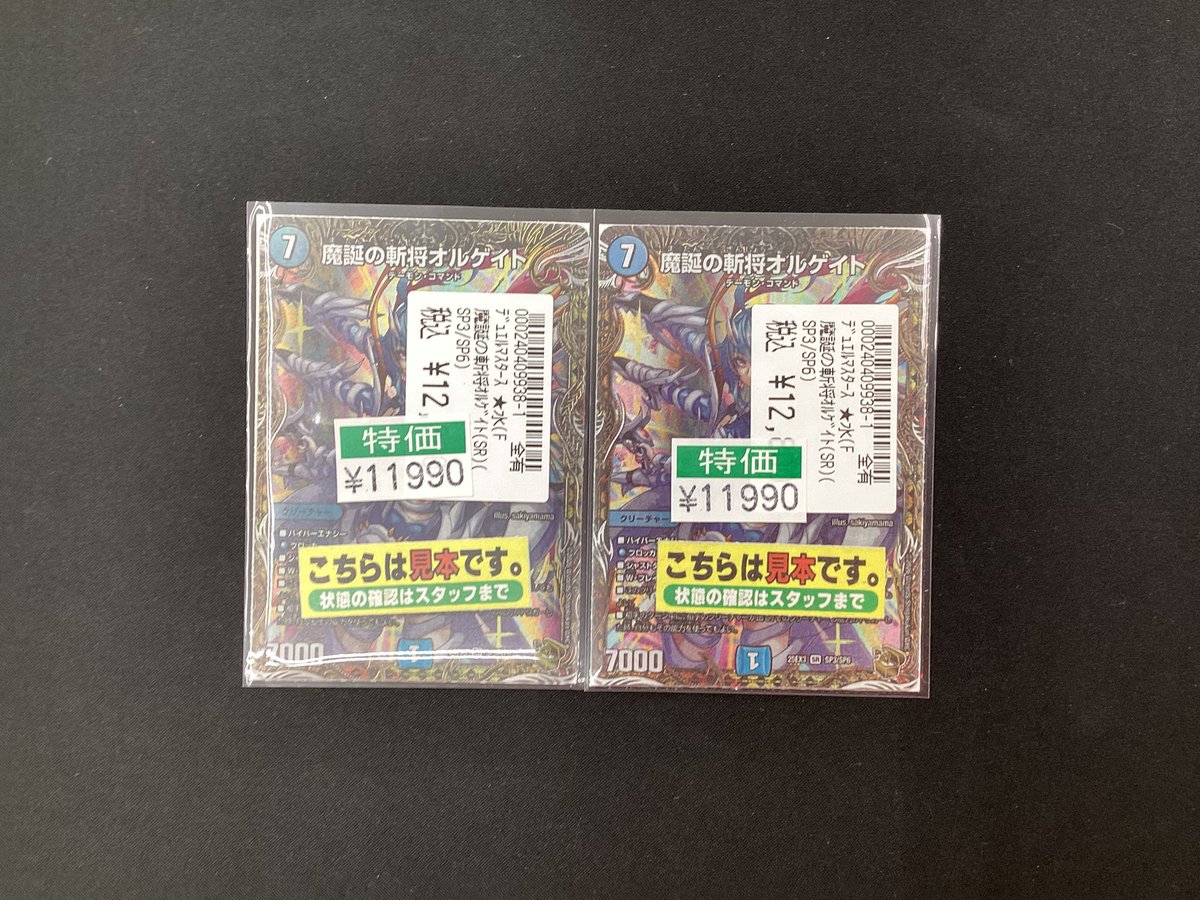 7
魔誕の斬将オルゲイト
デーモン・コマンド
000240409938-1
デュエルマスターズ ★水(F 全有
魔誕の斬将オルゲイト(SR)(
SP3/SP6)
税込 ¥12,
特価
¥11990
クリーチャー
illus. sakiyamama
■ハイパーエナジー
こちらは見本です。
状態の確認はスタッフまで
7000
1
7
魔誕の斬将オルゲイト
デーモン・コマンド
000240409938-1
デュエルマスターズ ★水(F 全有
魔誕の斬将オルゲイト(SR)(
SP3/SP6)
税込 ¥12,
特価
¥11990
クリーチャー
illus. sakiyamama
■ハイパーエナジー
こちらは見本です。
状態の確認はスタッフまで
7000
1
25EX3 SR SP3/SP6